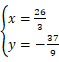 x = 26/3
y = −37/9